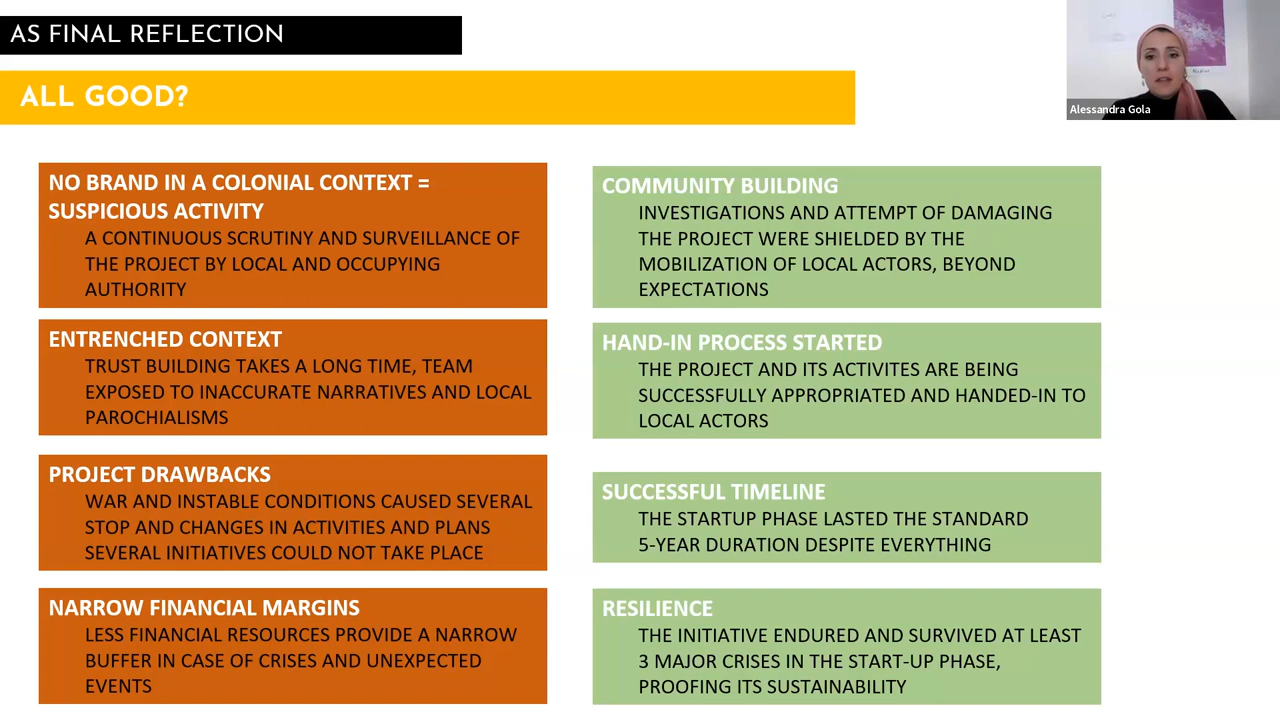 AS FINAL REFLECTION
ALL GOOD?
Alessandra Gola
NO BRAND IN A COLONIAL CONTEXT =
SUSPICIOUS ACTIVITY
A CONTINUOUS SCRUTINY AND SURVEILLANCE OF
THE PROJECT BY LOCAL AND OCCUPYING
AUTHORITY
ENTRENCHED CONTEXT
TRUST BUILDING TAKES A LONG TIME, TEAM
EXPOSED TO INACCURATE NARRATIVES AND LOCAL
PAROCHIALISMS
PROJECT DRAWBACKS
WAR AND INSTABLE CONDITIONS CAUSED SEVERAL
STOP AND CHANGES IN ACTIVITIES AND PLANS
SEVERAL INITIATIVES COULD NOT TAKE PLACE
NARROW FINANCIAL MARGINS
LESS FINANCIAL RESOURCES PROVIDE A NARROW
BUFFER IN CASE OF CRISES AND UNEXPECTED
EVENTS
COMMUNITY BUILDING
INVESTIGATIONS AND ATTEMPT OF DAMAGING
THE PROJECT WERE SHIELDED BY THE
MOBILIZATION OF LOCAL ACTORS, BEYOND
EXPECTATIONS
HAND-IN PROCESS STARTED
THE PROJECT AND ITS ACTIVITES ARE BEING
SUCCESSFULLY APPROPRIATED AND HANDED-IN TO
LOCAL ACTORS
SUCCESSFUL TIMELINE
THE STARTUP PHASE LASTED THE STANDARD
5-YEAR DURATION DESPITE EVERYTHING
RESILIENCE
THE INITIATIVE ENDURED AND SURVIVED AT LEAST
3 MAJOR CRISES IN THE START-UP PHASE,
PROOFING ITS SUSTAINABILITY